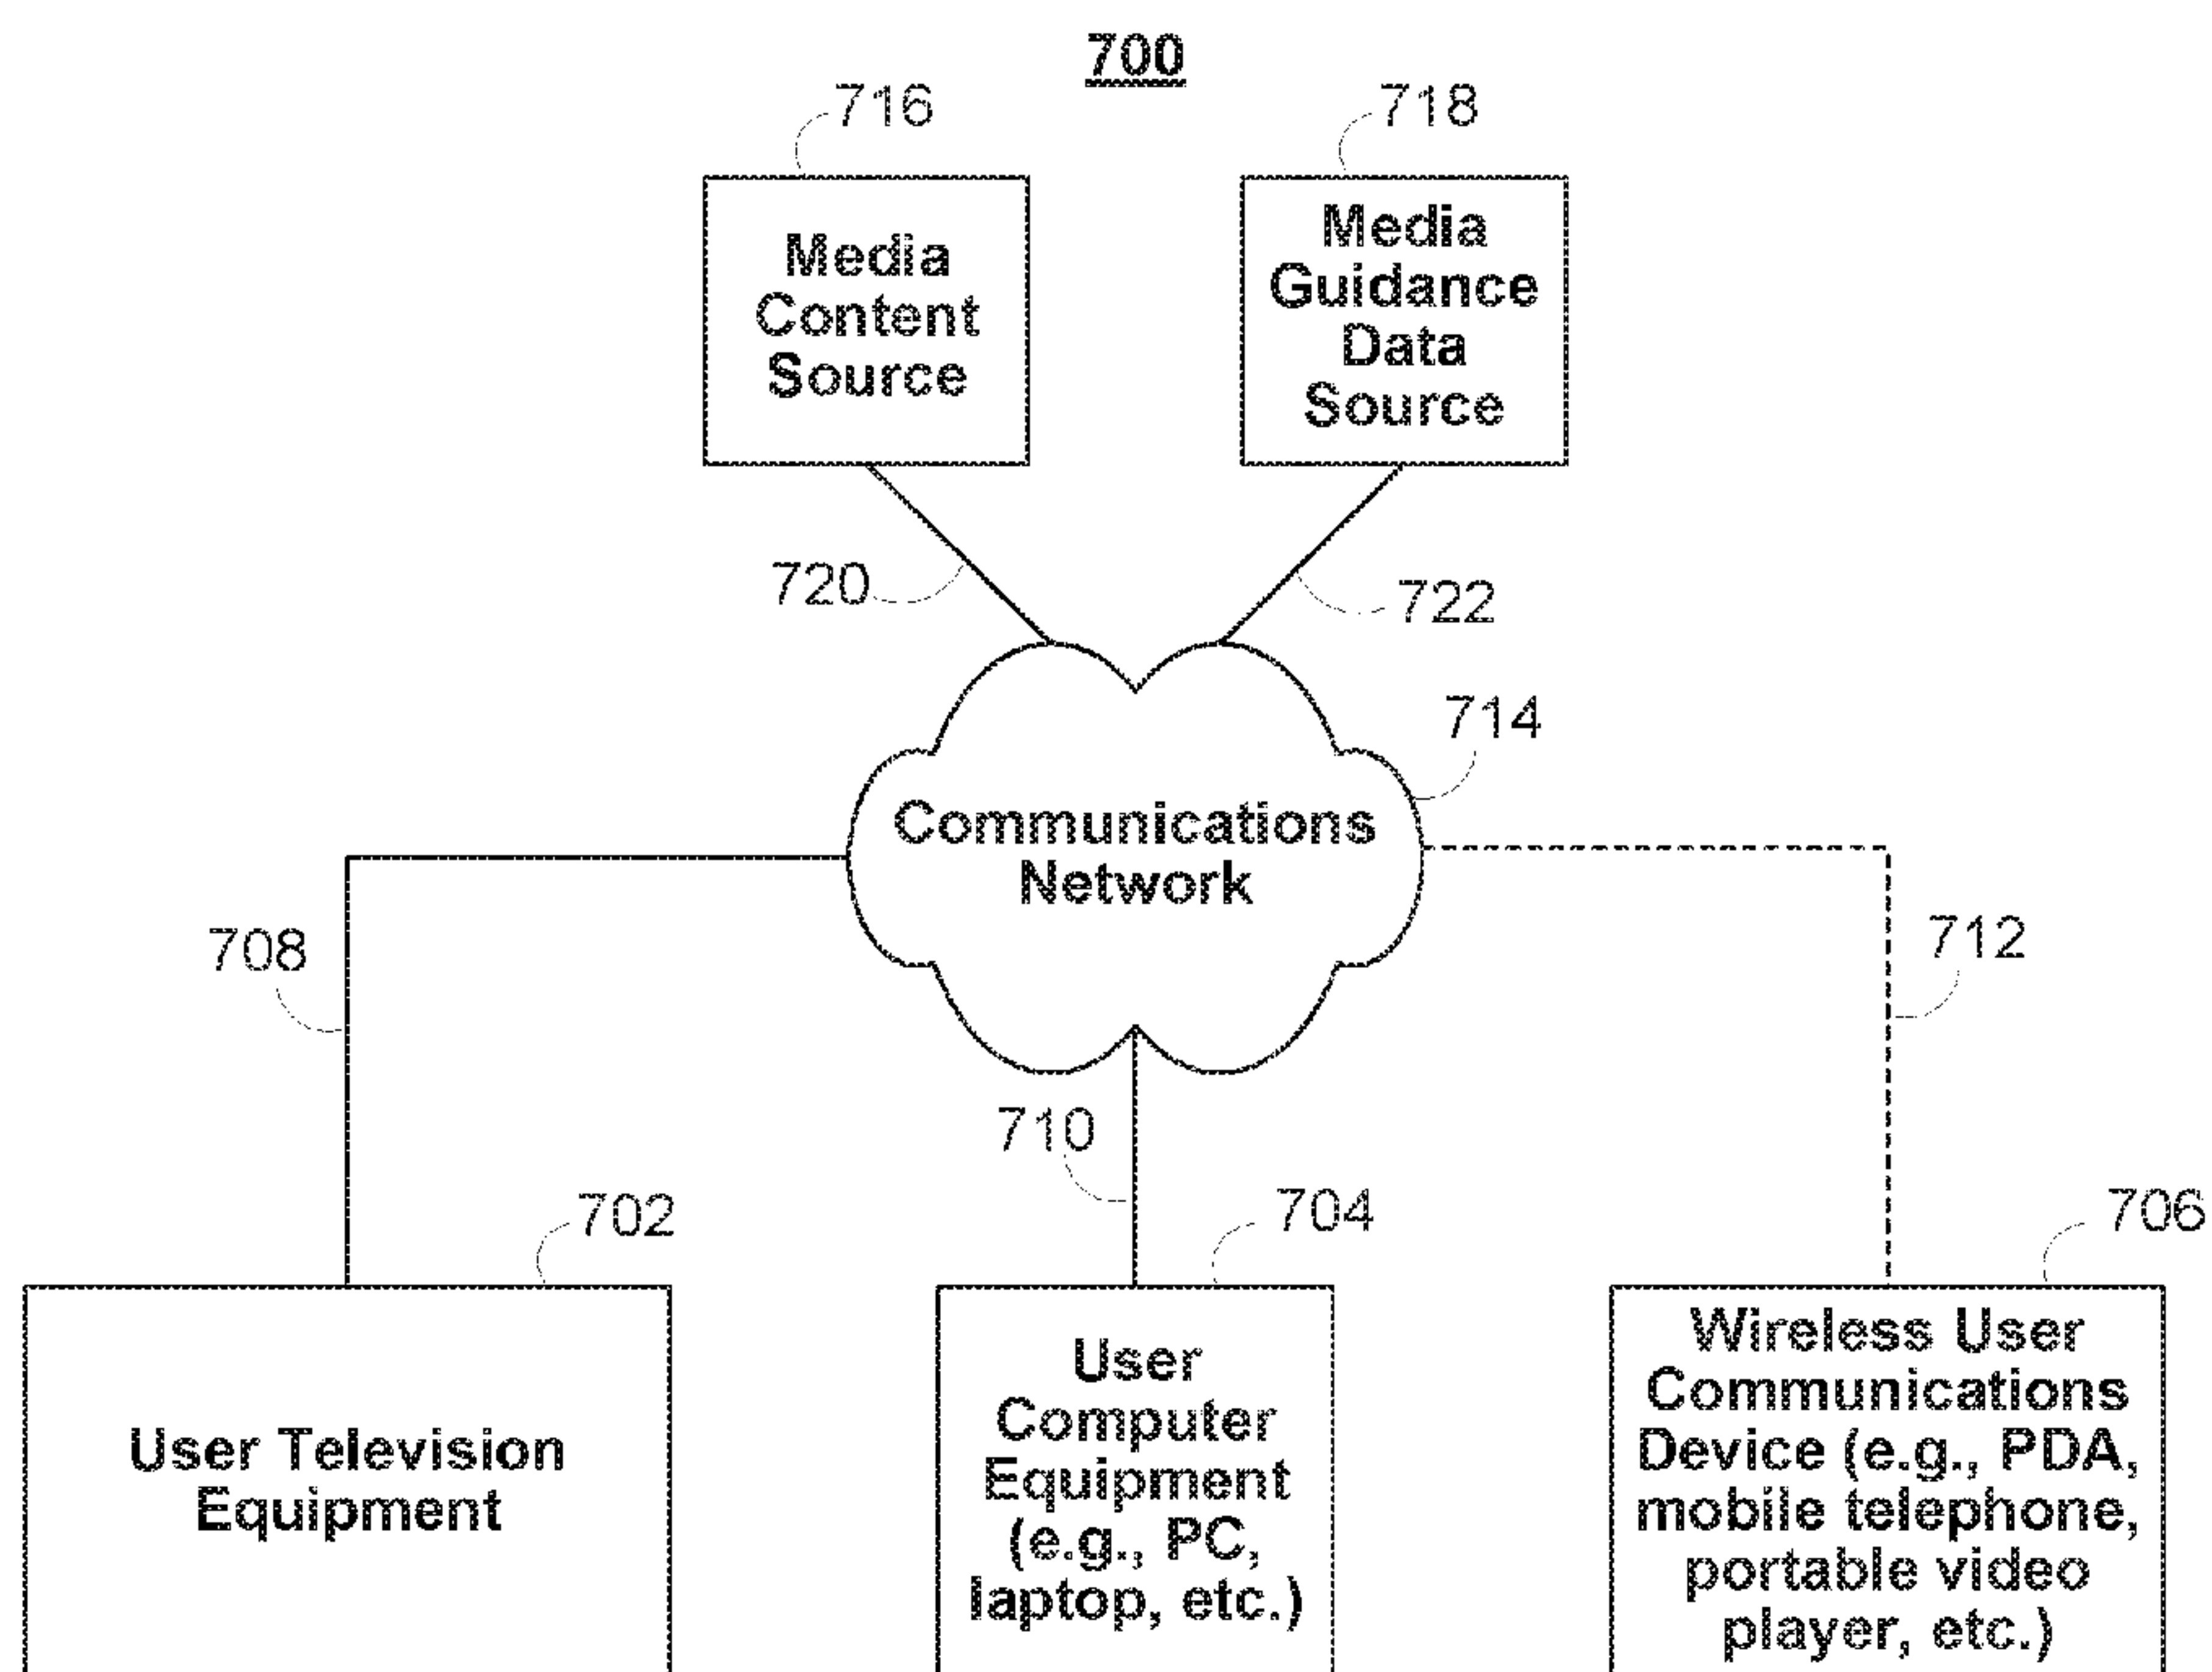 700
716
718
Media
Content
Source
Media
Guidance
Data
Source
720
722
714
Communications
Network
708
712
710
702
704
706
User Television
Equipment
User
Computer
Equipment
(e.g., PC,
laptop, etc.)
Wireless User
Communications
Device (e.g., PDA,
mobile telephone,
portable video
player, etc.)